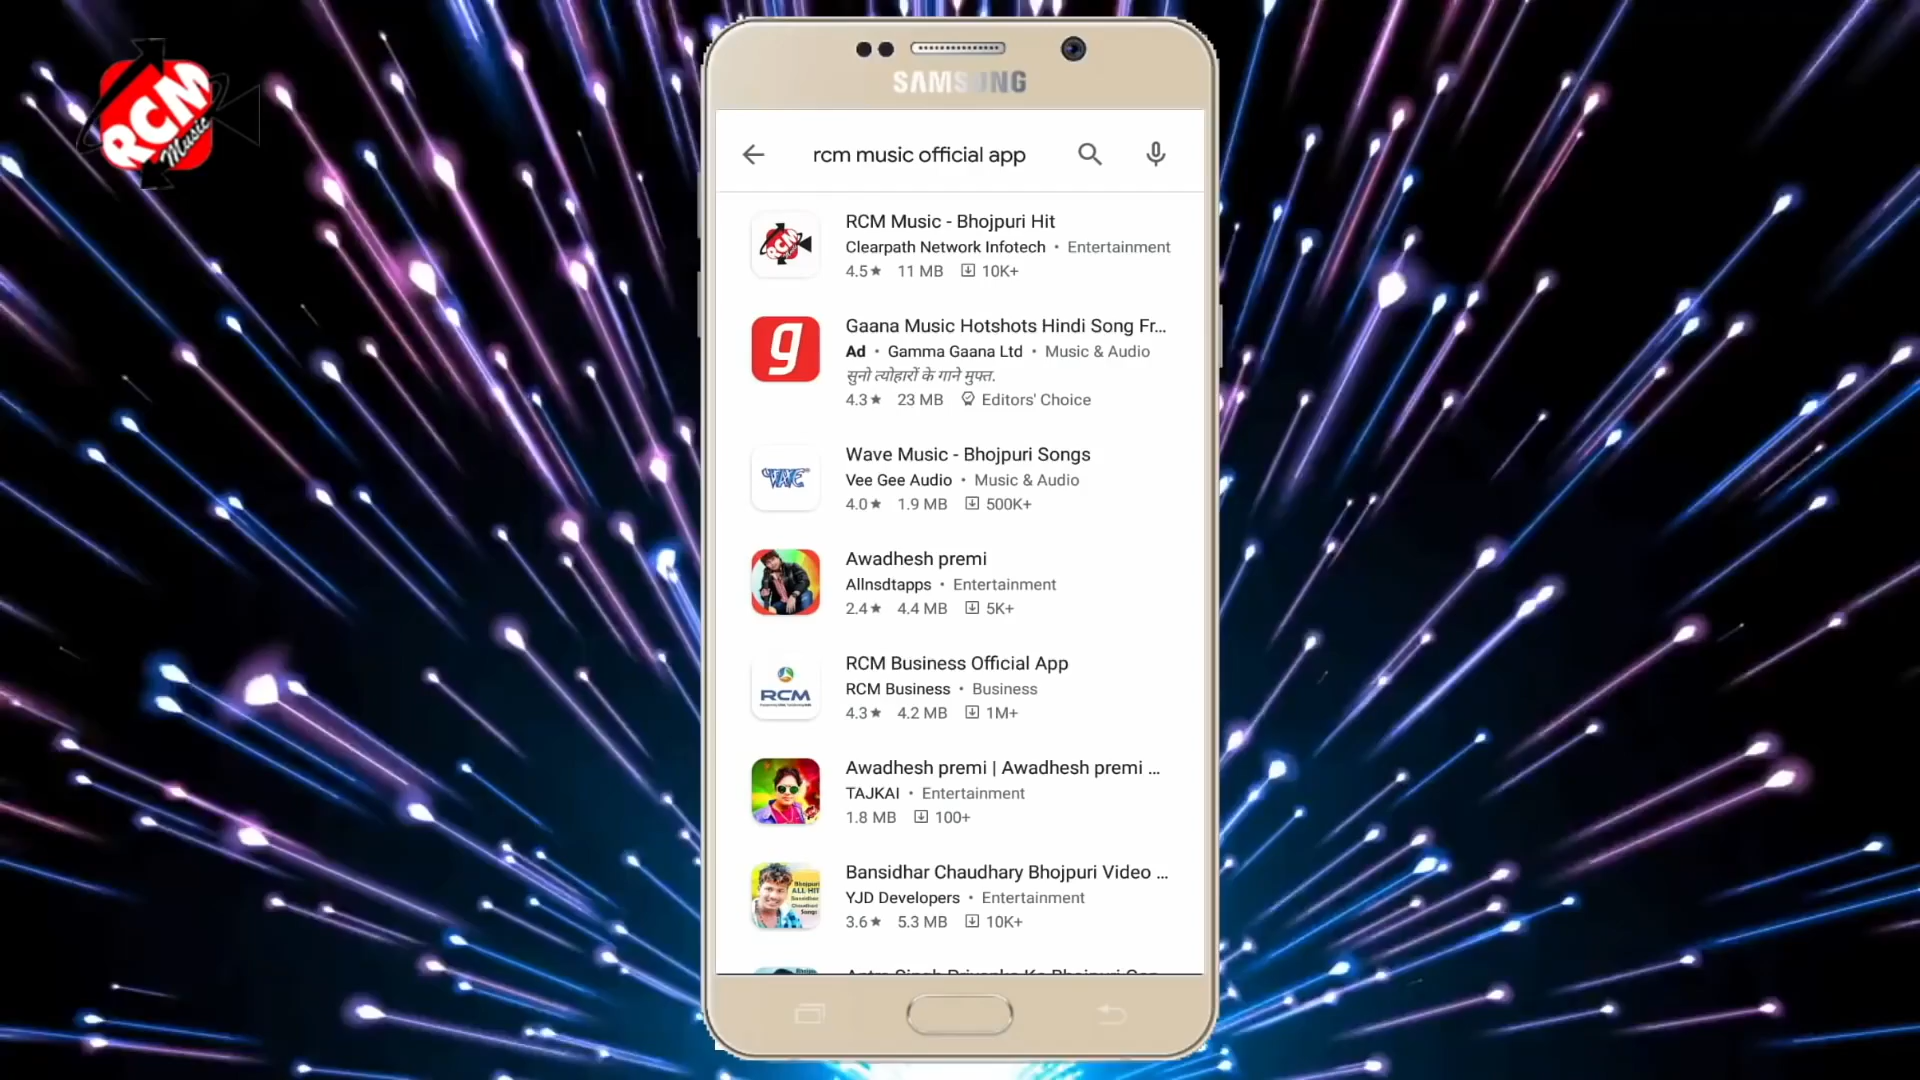 RCM
Music
SAMSUNG
rcm music official app
RCM Music - Bhojpuri Hit
Clearpath Network Infotech • Entertainment
4.5★ 11 MB 10K+
Gaana Music Hotshots Hindi Song Fr...
Ad • Gamma Gaana Ltd • Music & Audio
सुनो त्योहारों के गाने मुफ्त.
4.3★ 23 MB Editors' Choice
Wave Music - Bhojpuri Songs
Vee Gee Audio • Music & Audio
4.0★ 1.9 MB 500K+
Awadhesh premi
Allnsdtapps • Entertainment
2.4★ 4.4 MB 5K+
RCM Business Official App
RCM
RCM Business • Business
4.3★ 4.2 MB 1M+
Awadhesh premi | Awadhesh premi ...
TAJKAI • Entertainment
1.8 MB 100+
Bansidhar Chaudhary Bhojpuri Video ...
YJD Developers • Entertainment
3.6★ 5.3 MB 10K+